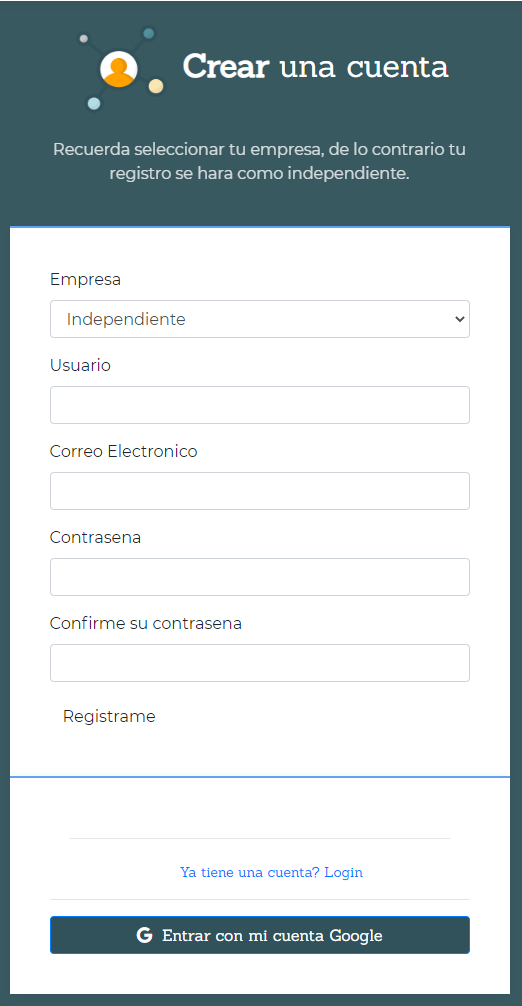 Crear una cuenta
Recuerda seleccionar tu empresa, de lo contrario tu
registro se hara como independiente.
Empresa
Independiente
Usuario
Correo Electronico
Contrasena
Confirme su contrasena
Registrame
Ya tiene una cuenta? Login
G Entrar con mi cuenta Google